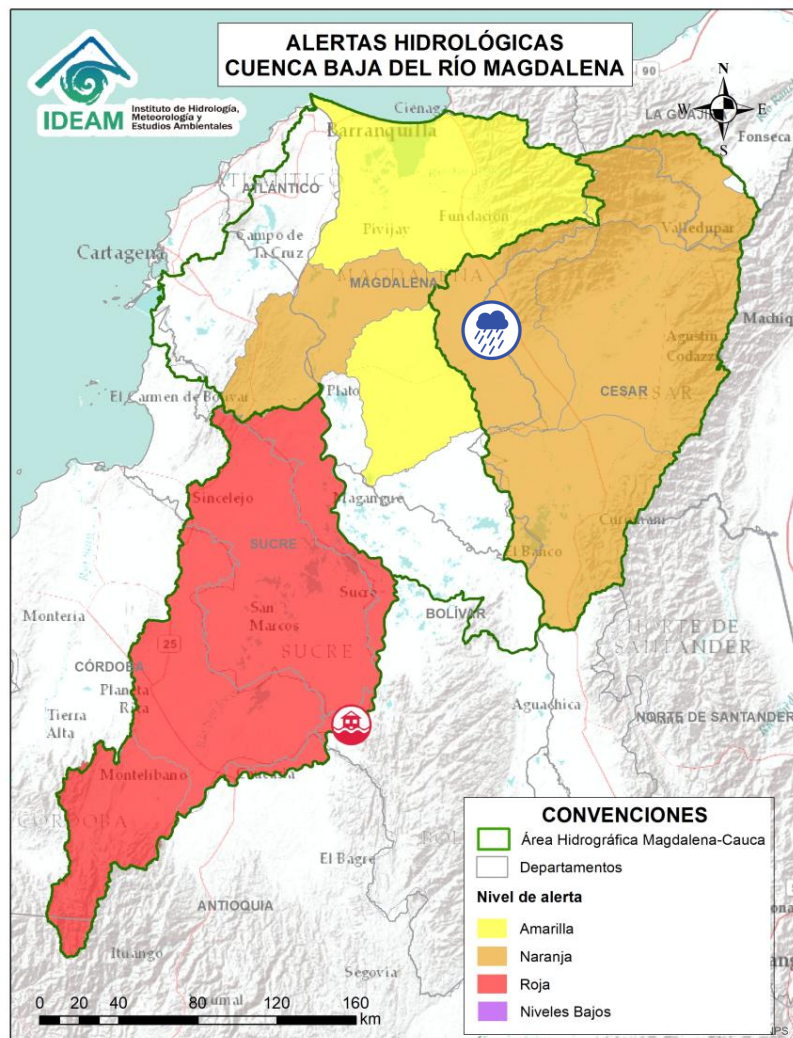 ALERTAS HIDROLÓGICAS
CUENCA BAJA DEL RÍO MAGDALENA
IDEAM
Instituto de Hidrología,
Meteorología y
Estudios Ambientales
90
N
W
E
S
LA GUAJIRA
Fonseca
Ciénaga
Barranquilla
ATLÁNTICO
Pivijay
Fundación
Valledupar
Campo de
La Cruz
Cartagena
MAGDALENA
Agustín
Codazzi
CESAR
El Carmen de Bolívar
Plato
Magangue
Sincelejo
SUCRE
Curumaní
El Banco
Sucre
BOLÍVAR
San
Marcos
SUCRE
Montería
25
CÓRDOBA
Planeta
Rica
Tierra
Alta
NORTE DE
SANTANDER
Aguachica
NORTE DE SANTANDER
Montelíbano
El Bagre
ANTIOQUIA
Ituango
Segovia
CONVENCIONES
Área Hidrográfica Magdalena-Cauca
Departamentos
Nivel de alerta
Amarilla
Naranja
Roja
Niveles Bajos
0 20 40 80 120 160
km